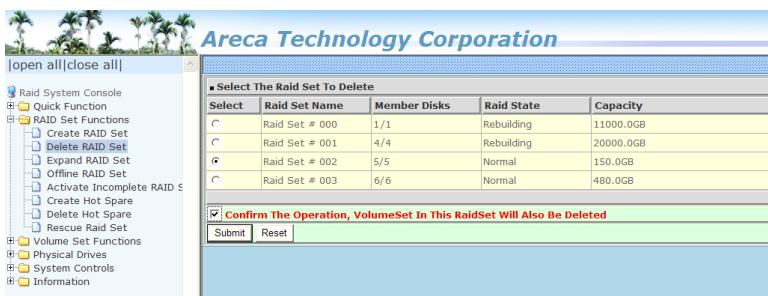 Areca Technology Corporation
|open all|close all|
Raid System Console
Quick Function
RAID Set Functions
Create RAID Set
Delete RAID Set
Expand RAID Set
Offline RAID Set
Activate Incomplete RAID S
Create Hot Spare
Delete Hot Spare
Rescue Raid Set
Volume Set Functions
Physical Drives
System Controls
Information
Select The Raid Set To Delete
Select Raid Set Name Member Disks Raid State Capacity
Raid Set # 000 1/1 Rebuilding 11000.0GB
Raid Set # 001 4/4 Rebuilding 20000.0GB
Raid Set # 002 5/5 Normal 150.0GB
Raid Set # 003 6/6 Normal 480.0GB
Confirm The Operation, VolumeSet In This RaidSet Will Also Be Deleted
Submit Reset